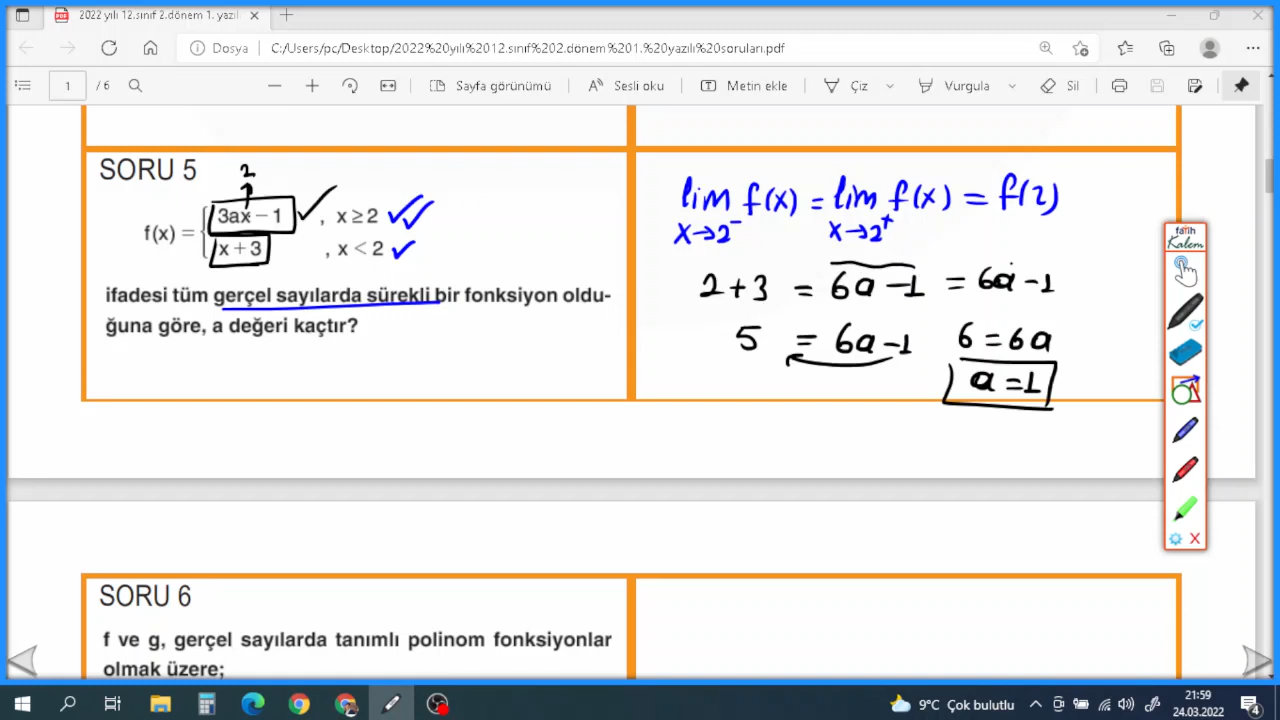 2022 yılı 12.sınıf 2.dönem 1. yazıl
Dosya C:/Users/pc/Desktop/2022%20yılı%2012.sınıf%202.dönem%201.%20yazılı%20soruları.pdf
1 / 6 Sayfa görünümü Sesli oku Metin ekle Çiz Vurgula Sil
SORU 5
2
f(x) = { 3ax − 1 , x ≥ 2
x + 3 , x < 2
ifadesi tüm gerçel sayılarda sürekli bir fonksiyon oldu-
ğuna göre, a değeri kaçtır?
lim f(x) = lim f(x) = f(2)
x→2⁻ x→2⁺
2+3 = 6a−1 = 6a−1
5 = 6a−1 6=6a
a=1
fatih
Kalem
SORU 6
f ve g, gerçel sayılarda tanımlı polinom fonksiyonlar
olmak üzere;
9°C Çok bulutlu
21:59
24.03.2022
4